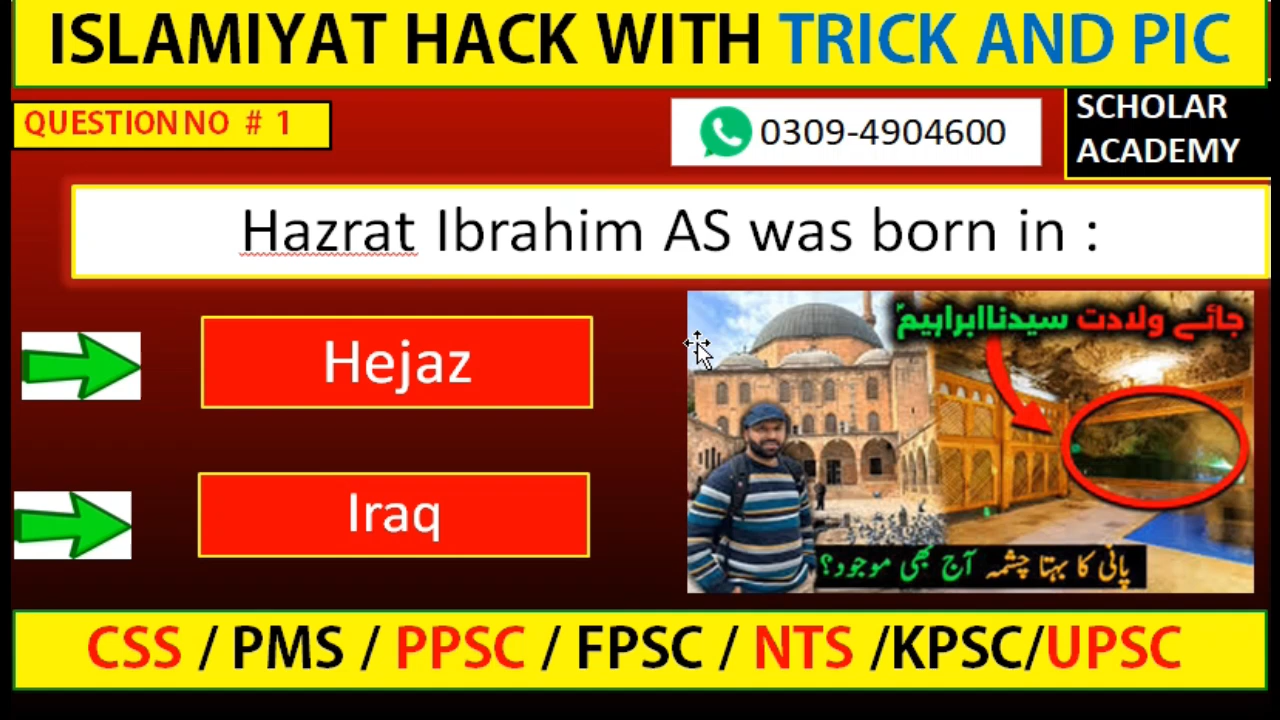 ISLAMIYAT HACK WITH TRICK AND PIC
QUESTION NO # 1
0309-4904600
SCHOLAR
ACADEMY
Hazrat Ibrahim AS was born in :
Hejaz
Iraq
جائے ولادت سیدنا ابراہیمؑ
پانی کا بہتا چشمہ آج بھی موجود؟
CSS / PMS / PPSC / FPSC / NTS /KPSC/UPSC